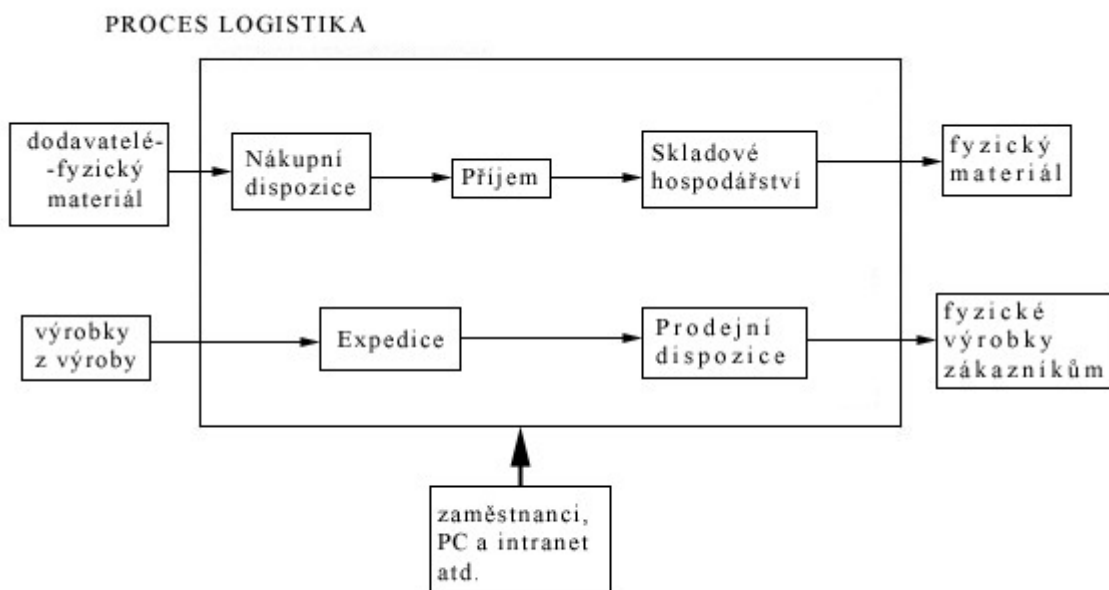 PROCES LOGISTIKA
dodavatelé-
-fyzický
materiál
Nákupní
dispozice
Příjem
Skladové
hospodářství
fyzický
materiál
výrobky
z výroby
Expedice
Prodejní
dispozice
fyzické
výrobky
zákazníkům
zaměstnanci,
PC a intranet
atd.